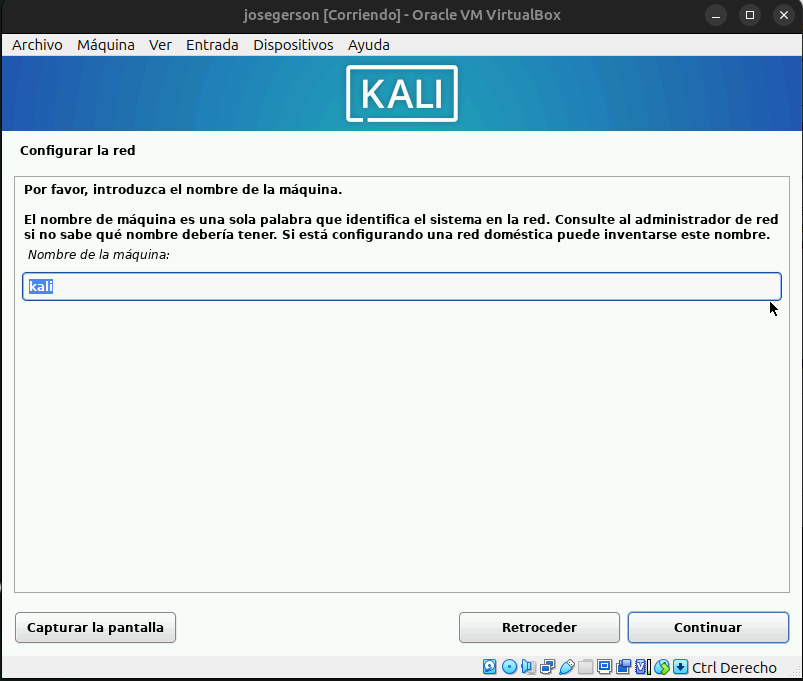 josegerson [Corriendo] - Oracle VM VirtualBox
Archivo Máquina Ver Entrada Dispositivos Ayuda
KALI
Configurar la red
Por favor, introduzca el nombre de la máquina.
El nombre de máquina es una sola palabra que identifica el sistema en la red. Consulte al administrador de red
si no sabe qué nombre debería tener. Si está configurando una red doméstica puede inventarse este nombre.
Nombre de la máquina:
kali
Capturar la pantalla
Retroceder
Continuar
Ctrl Derecho